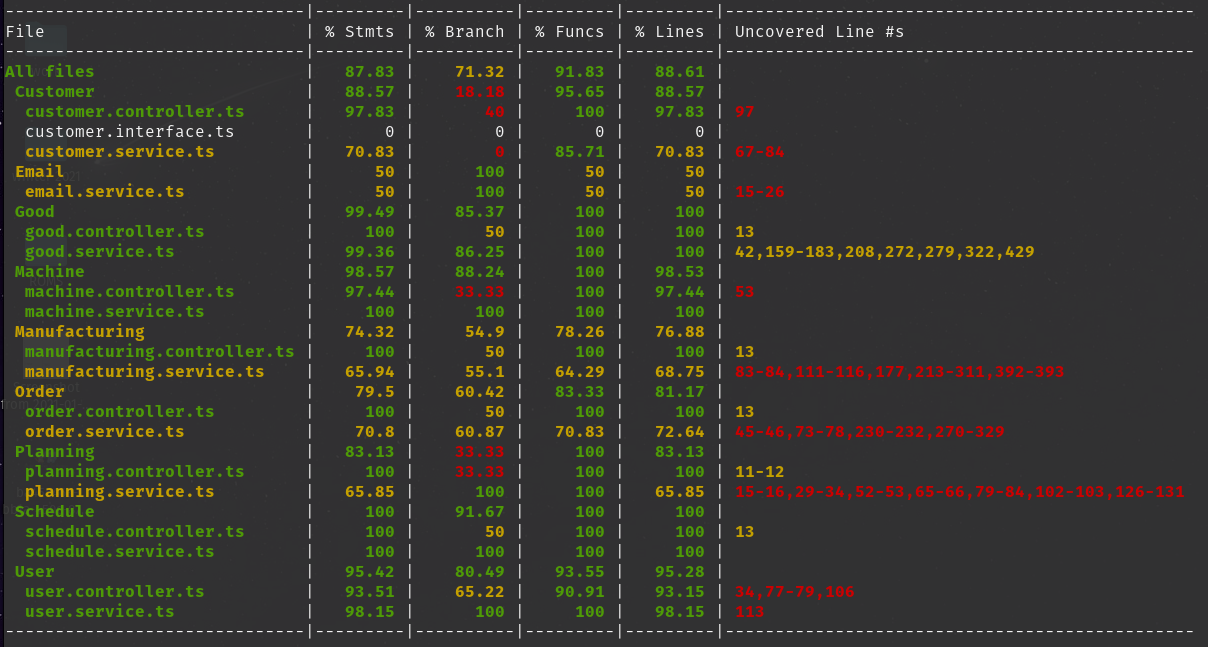 -------------------------------|---------|----------|---------|---------|-----------------------------------------------
File                           | % Stmts | % Branch | % Funcs | % Lines | Uncovered Line #s
-------------------------------|---------|----------|---------|---------|-----------------------------------------------
All files                      |   87.83 |    71.32 |   91.83 |   88.61 |
 Customer                      |   88.57 |    18.18 |   95.65 |   88.57 |
  customer.controller.ts       |   97.83 |       40 |     100 |   97.83 | 97
  customer.interface.ts        |       0 |        0 |       0 |       0 |
  customer.service.ts          |   70.83 |        0 |   85.71 |   70.83 | 67-84
 Email                         |      50 |      100 |      50 |      50 |
  email.service.ts             |      50 |      100 |      50 |      50 | 15-26
 Good                          |   99.49 |    85.37 |     100 |     100 |
  good.controller.ts           |     100 |       50 |     100 |     100 | 13
  good.service.ts              |   99.36 |    86.25 |     100 |     100 | 42,159-183,208,272,279,322,429
 Machine                       |   98.57 |    88.24 |     100 |   98.53 |
  machine.controller.ts        |   97.44 |    33.33 |     100 |   97.44 | 53
  machine.service.ts           |     100 |      100 |     100 |     100 |
 Manufacturing                 |   74.32 |     54.9 |   78.26 |   76.88 |
  manufacturing.controller.ts  |     100 |       50 |     100 |     100 | 13
  manufacturing.service.ts     |   65.94 |     55.1 |   64.29 |   68.75 | 83-84,111-116,177,213-311,392-393
 Order                         |    79.5 |    60.42 |   83.33 |   81.17 |
  order.controller.ts          |     100 |       50 |     100 |     100 | 13
  order.service.ts             |    70.8 |    60.87 |   70.83 |   72.64 | 45-46,73-78,230-232,270-329
 Planning                      |   83.13 |    33.33 |     100 |   83.13 |
  planning.controller.ts       |     100 |    33.33 |     100 |     100 | 11-12
  planning.service.ts          |   65.85 |      100 |     100 |   65.85 | 15-16,29-34,52-53,65-66,79-84,102-103,126-131
 Schedule                      |     100 |    91.67 |     100 |     100 |
  schedule.controller.ts       |     100 |       50 |     100 |     100 | 13
  schedule.service.ts          |     100 |      100 |     100 |     100 |
 User                          |   95.42 |    80.49 |   93.55 |   95.28 |
  user.controller.ts           |   93.51 |    65.22 |   90.91 |   93.15 | 34,77-79,106
  user.service.ts              |   98.15 |      100 |     100 |   98.15 | 113
-------------------------------|---------|----------|---------|---------|-----------------------------------------------